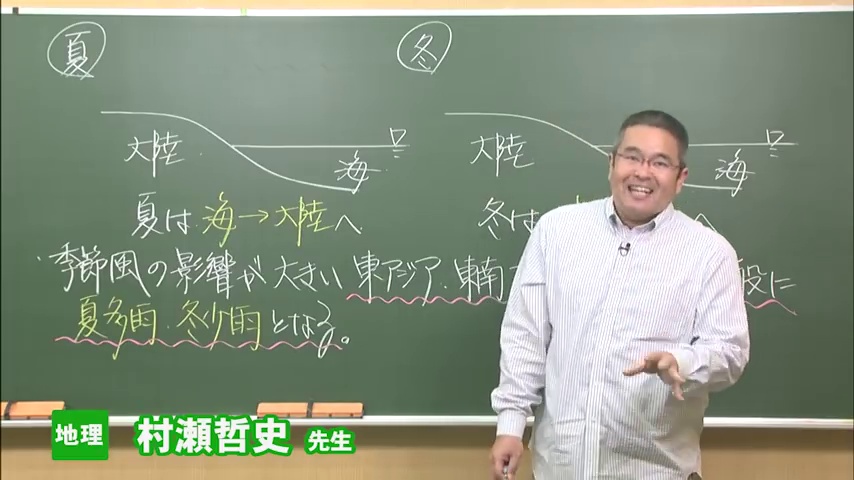 夏
冬
大陸
海
大陸
海
夏は 海→大陸へ
冬は
へ
季節風の影響が大きい 東アジア・東南
般に
夏多雨・冬少雨となる。
地理 村瀬哲史 先生